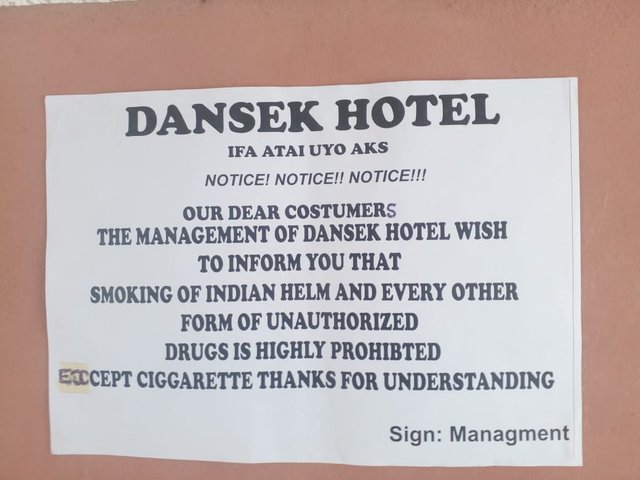 DANSEK HOTEL
IFA ATAI UYO AKS
NOTICE! NOTICE!! NOTICE!!!
OUR DEAR COSTUMERS
THE MANAGEMENT OF DANSEK HOTEL WISH
TO INFORM YOU THAT
SMOKING OF INDIAN HELM AND EVERY OTHER
FORM OF UNAUTHORIZED
DRUGS IS HIGHLY PROHIBTED
EXCCEPT CIGGARETTE THANKS FOR UNDERSTANDING
Sign: Managment